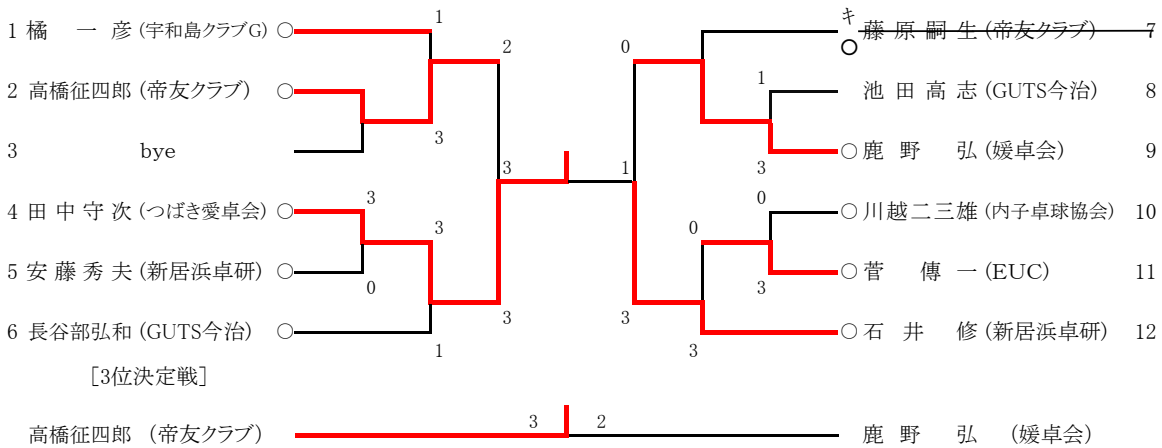 1 橘 一 彦 (宇和島クラブG) ○ 1
2
0
キ
藤 原 嗣 生 (帝友クラブ) 7
○
2 高橋征四郎 (帝友クラブ) ○
1
池 田 高 志 (GUTS今治) 8
3
3 bye
3
○ 鹿 野 弘 (媛卓会) 9
3
1
4 田 中 守 次 (つばき愛卓会) ○ 3
3
0
0
○ 川越二三雄 (内子卓球協会) 10
5 安 藤 秀 夫 (新居浜卓研) ○
0
3
○ 菅 傳 一 (EUC) 11
6 長谷部弘和 (GUTS今治) ○
3
3
○ 石 井 修 (新居浜卓研) 12
1
3
[3位決定戦]
高橋征四郎 (帝友クラブ) 3 2 鹿 野 弘 (媛卓会)